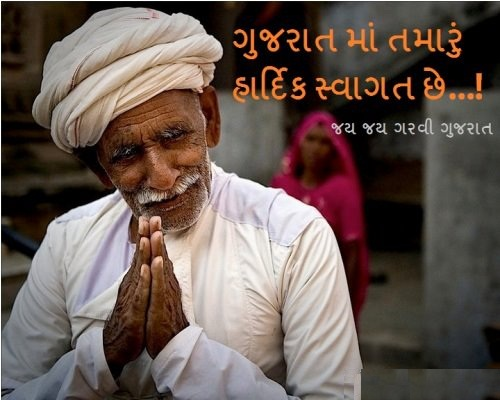 ગુજરાત માં તમારું
હાર્દિક સ્વાગત છે...!
જય જય ગરવી ગુજરાત